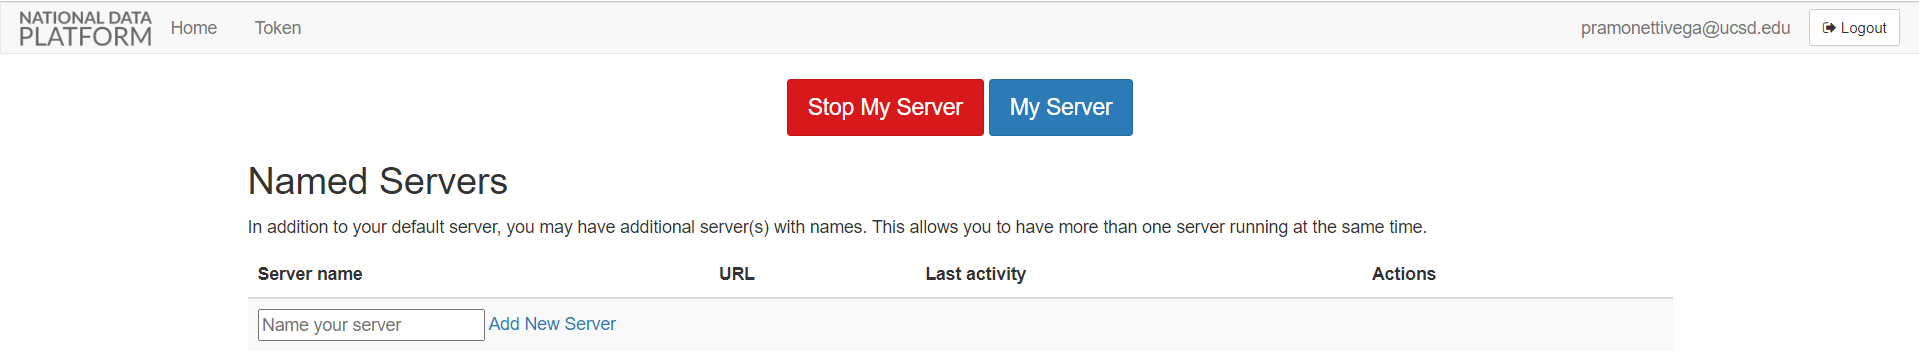 NATIONAL DATA
PLATFORM
Home Token pramonettivega@ucsd.edu Logout
Stop My Server My Server
Named Servers
In addition to your default server, you may have additional server(s) with names. This allows you to have more than one server running at the same time.
Server name URL Last activity Actions
Name your server Add New Server